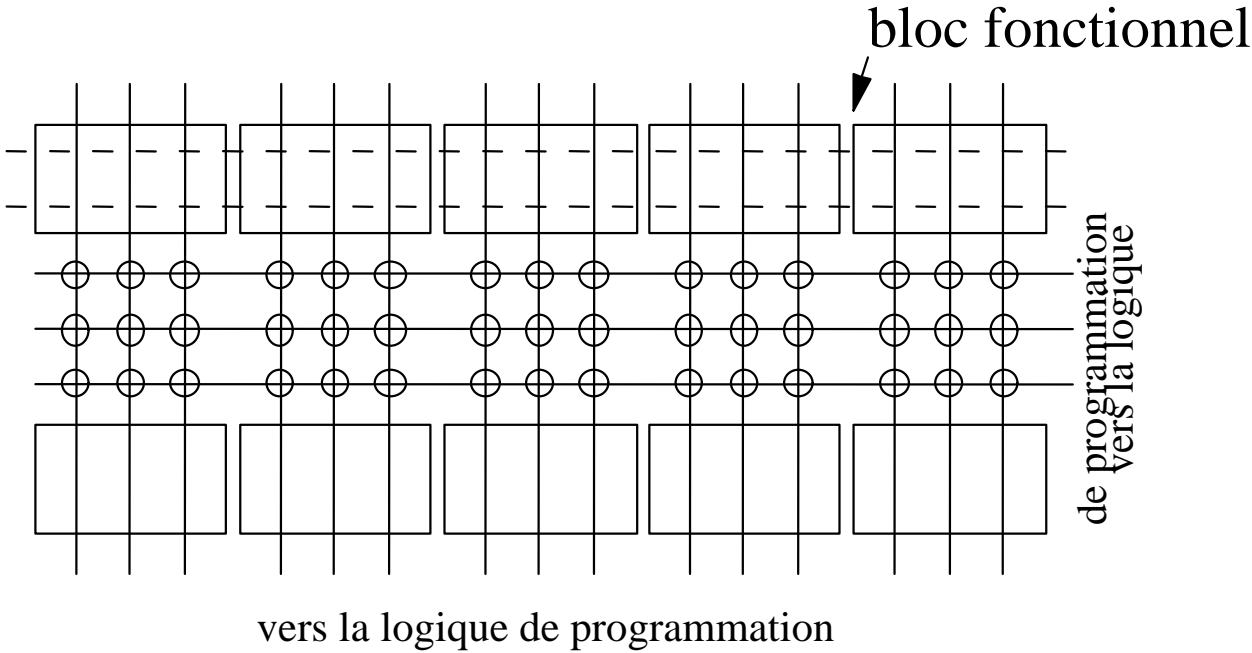 bloc fonctionnel
vers la logique
de programmation
vers la logique de programmation